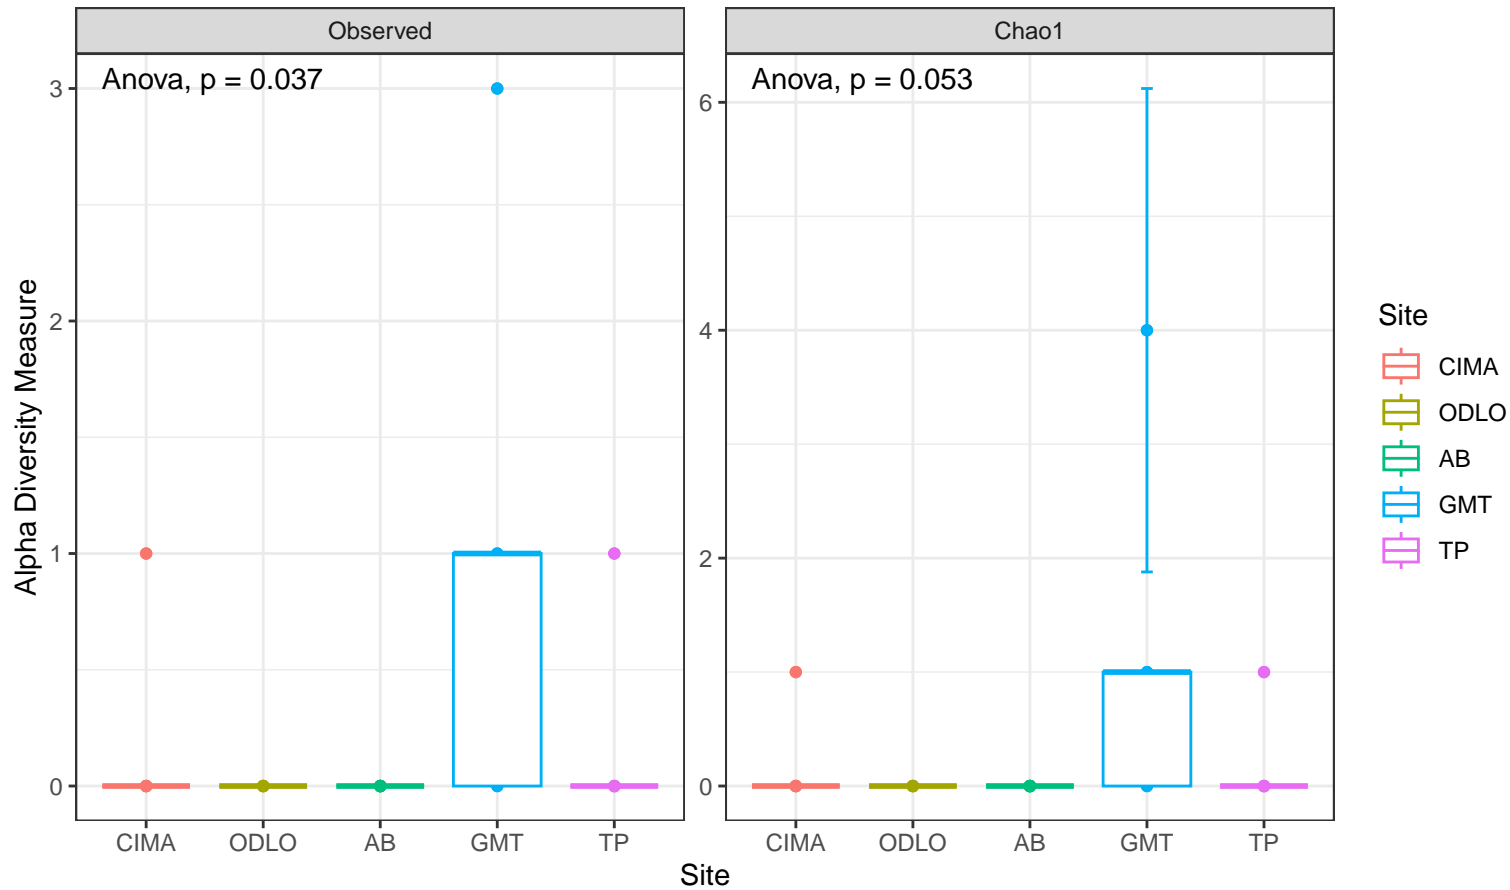 Observed
Chao1
Anova, p = 0.037
Anova, p = 0.053
Alpha Diversity Measure
3
2
1
0
6
4
2
0
CIMA ODLO AB GMT TP
CIMA ODLO AB GMT TP
Site
Site
CIMA
ODLO
AB
GMT
TP